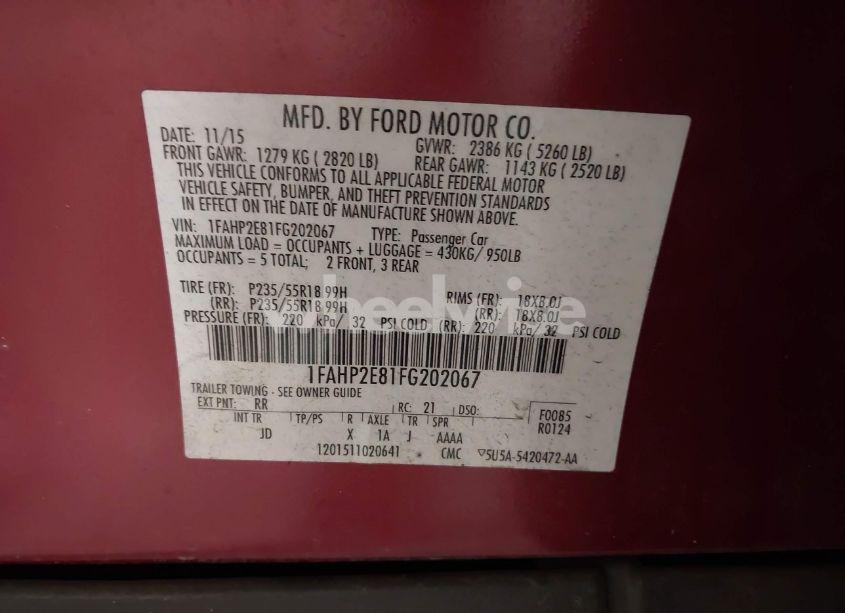 MFD. BY FORD MOTOR CO.
DATE: 11/15 GVWR: 2386 KG ( 5260 LB)
FRONT GAWR: 1279 KG ( 2820 LB) REAR GAWR: 1143 KG ( 2520 LB)
THIS VEHICLE CONFORMS TO ALL APPLICABLE FEDERAL MOTOR
VEHICLE SAFETY, BUMPER, AND THEFT PREVENTION STANDARDS
IN EFFECT ON THE DATE OF MANUFACTURE SHOWN ABOVE.
VIN: 1FAHP2E81FG202067 TYPE: Passenger Car
MAXIMUM LOAD = OCCUPANTS + LUGGAGE = 430KG/ 950LB
OCCUPANTS = 5 TOTAL; 2 FRONT, 3 REAR
TIRE (FR): P235/55R18 99H RIMS (FR): 18X8.0J
(RR): P235/55R18 99H (RR): 18X8.0J
PRESSURE (FR): 220 kPa/ 32 PSI COLD (RR): 220 kPa/ 32 PSI COLD
1FAHP2E81FG202067
TRAILER TOWING - SEE OWNER GUIDE
EXT PNT: RR RC: 21 DSO: F0085
INT TR TP/PS R AXLE TR SPR R0124
JD X 1A J AAAA
1201511020641 CMC 5U5A-5420472-AA